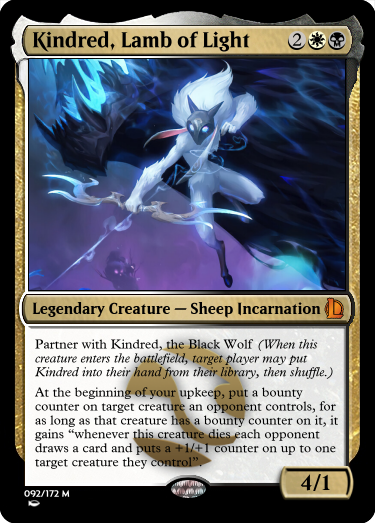 Kindred, Lamb of Light 2
Legendary Creature — Sheep Incarnation
Partner with Kindred, the Black Wolf (When this
creature enters the battlefield, target player may put
Kindred into their hand from their library, then shuffle.)
At the beginning of your upkeep, put a bounty
counter on target creature an opponent controls, for
as long as that creature has a bounty counter on it, it
gains “whenever this creature dies each opponent
draws a card and puts a +1/+1 counter on up to one
target creature they control”.
4/1
092/172 M